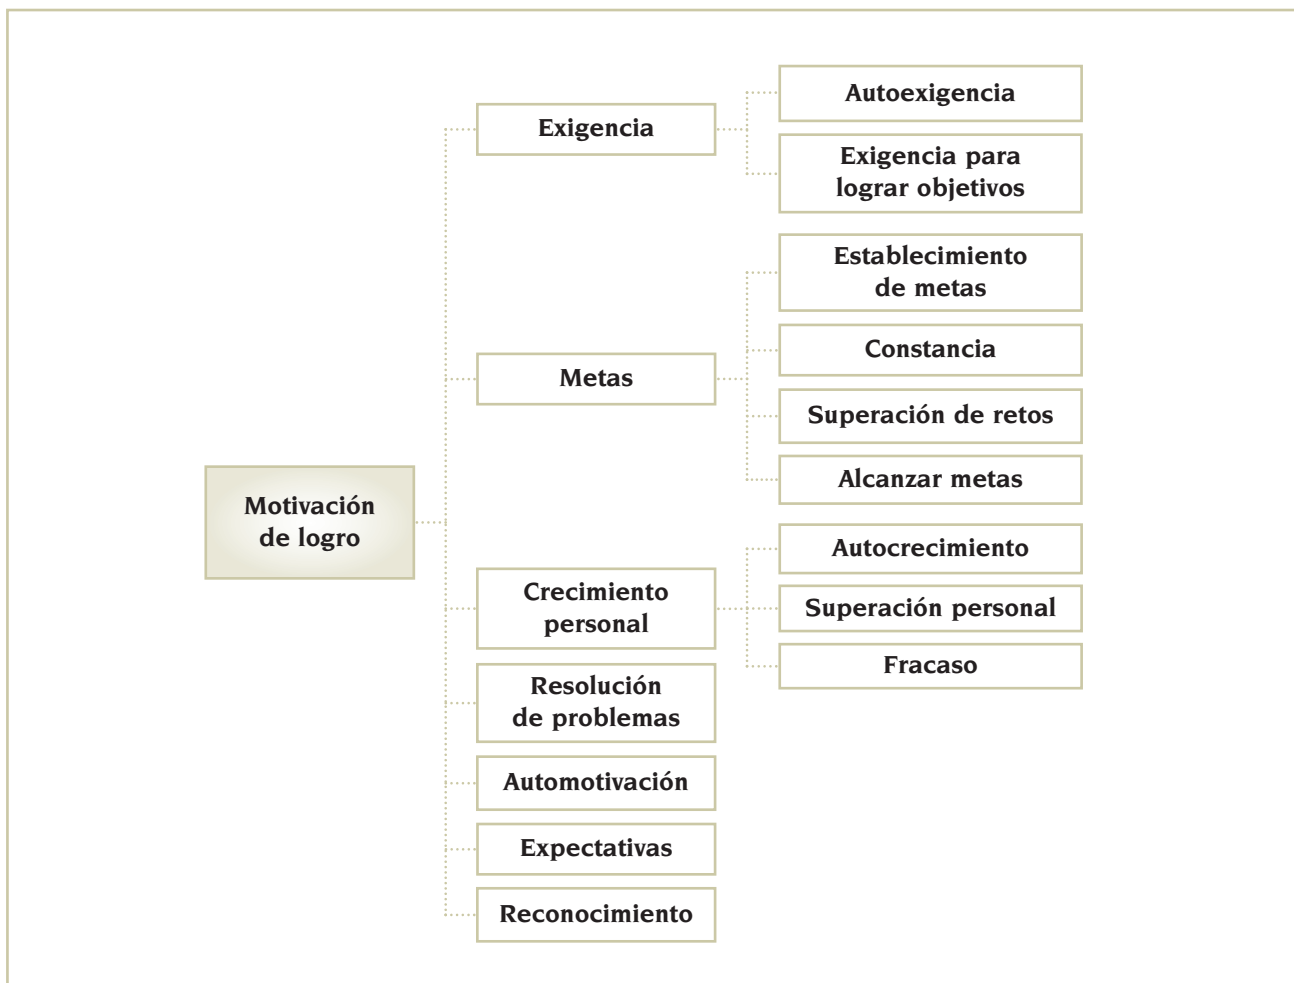 Motivación
de logro
Exigencia
Autoexigencia
Exigencia para
lograr objetivos
Metas
Establecimiento
de metas
Constancia
Superación de retos
Alcanzar metas
Crecimiento
personal
Autocrecimiento
Superación personal
Fracaso
Resolución
de problemas
Automotivación
Expectativas
Reconocimiento